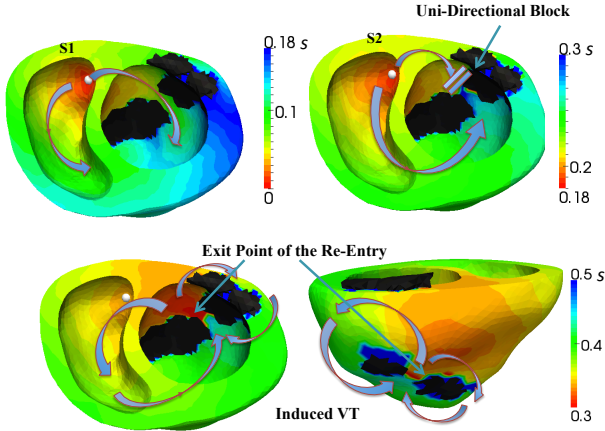 Uni-Directional Block
S1
0.18 s
0.1
0
S2
0.3 s
0.2
0.18
Exit Point of the Re-Entry
0.5 s
0.4
0.3
Induced VT